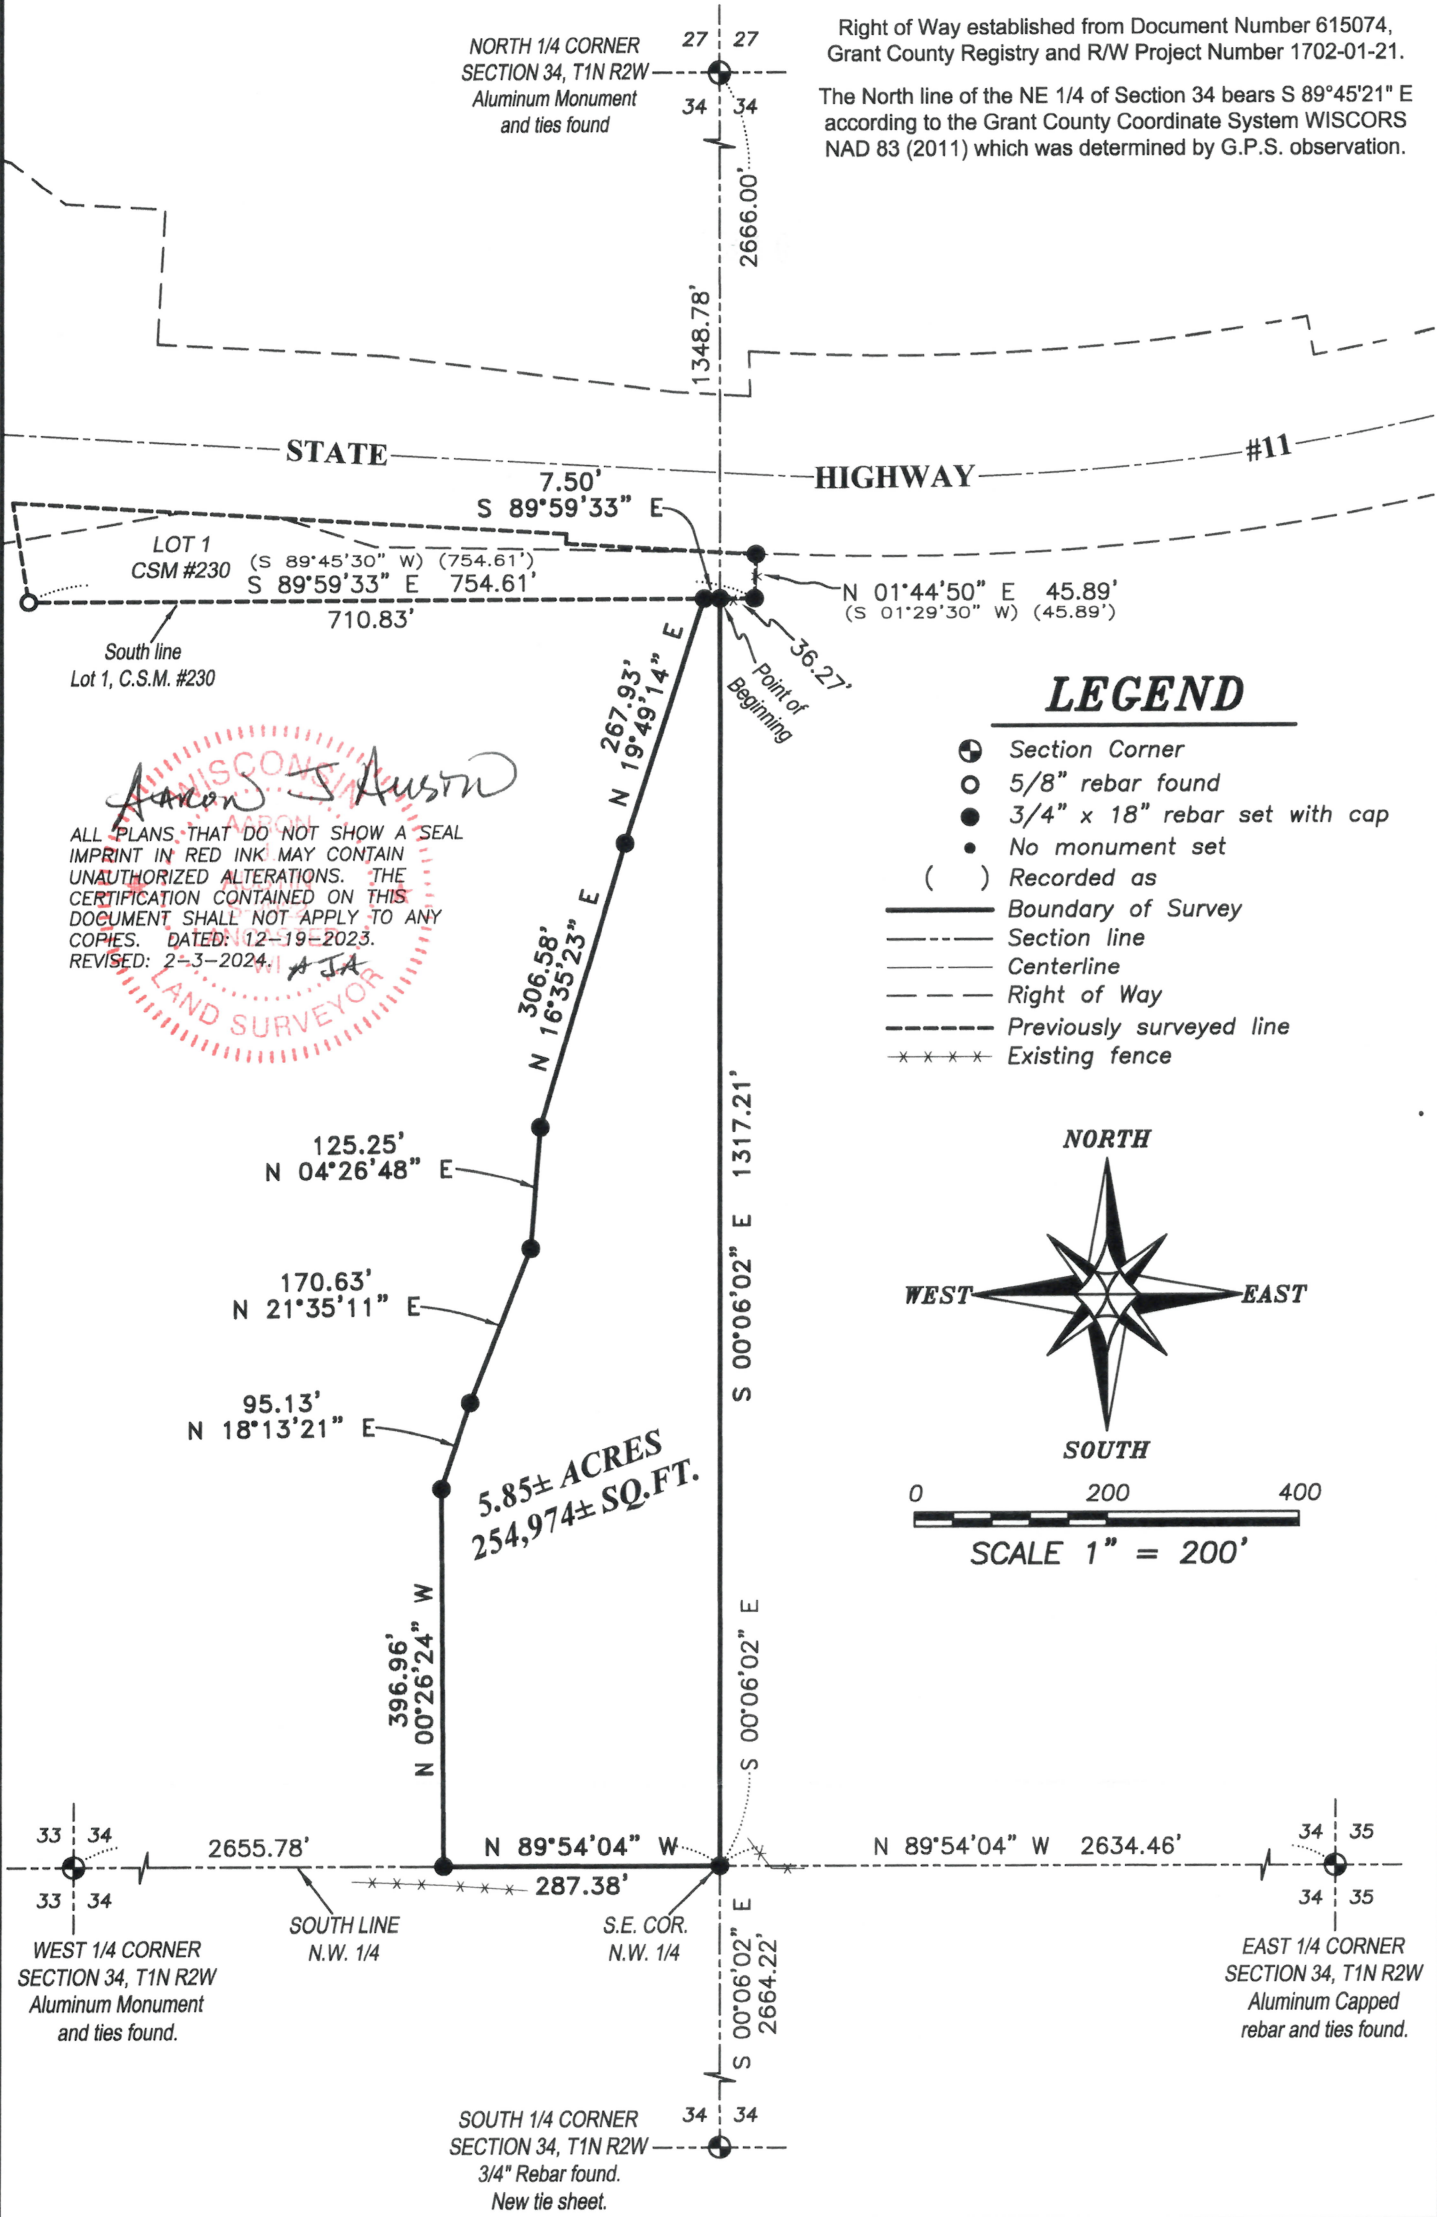 Right of Way established from Document Number 615074,
Grant County Registry and R/W Project Number 1702-01-21.
The North line of the NE 1/4 of Section 34 bears S 89°45'21" E
according to the Grant County Coordinate System WISCORS
NAD 83 (2011) which was determined by G.P.S. observation.
NORTH 1/4 CORNER
SECTION 34, T1N R2W
Aluminum Monument
and ties found
27 27
34 34
2666.00'
1348.78'
STATE
HIGHWAY
#11
7.50'
S 89°59'33" E
LOT 1
CSM #230
(S 89°45'30" W) (754.61')
S 89°59'33" E 754.61'
710.83'
N 01°44'50" E 45.89'
(S 01°29'30" W) (45.89')
36.27'
Point of
Beginning
South line
Lot 1, C.S.M. #230
267.93'
N 19°49'14" E
LEGEND
Section Corner
5/8" rebar found
3/4" x 18" rebar set with cap
No monument set
( ) Recorded as
Boundary of Survey
Section line
Centerline
Right of Way
Previously surveyed line
Existing fence
Aaron J Austin
WISCONSIN
AARON
J.
AUSTIN
LANCASTER
WI
LAND SURVEYOR
ALL PLANS THAT DO NOT SHOW A SEAL
IMPRINT IN RED INK MAY CONTAIN
UNAUTHORIZED ALTERATIONS. THE
CERTIFICATION CONTAINED ON THIS
DOCUMENT SHALL NOT APPLY TO ANY
COPIES. DATED: 12-19-2023.
REVISED: 2-3-2024. AJA
306.58'
N 16°35'23" E
125.25'
N 04°26'48" E
170.63'
N 21°35'11" E
95.13'
N 18°13'21" E
S 00°06'02" E 1317.21'
NORTH
WEST
EAST
SOUTH
0 200 400
SCALE 1" = 200'
5.85± ACRES
254,974± SQ.FT.
396.96'
N 00°26'24" W
S 00°06'02" E
33 34
33 34
2655.78'
N 89°54'04" W
287.38'
N 89°54'04" W 2634.46'
34 35
34 35
WEST 1/4 CORNER
SECTION 34, T1N R2W
Aluminum Monument
and ties found.
SOUTH LINE
N.W. 1/4
S.E. COR.
N.W. 1/4
S 00°06'02" E
2664.22'
EAST 1/4 CORNER
SECTION 34, T1N R2W
Aluminum Capped
rebar and ties found.
SOUTH 1/4 CORNER
SECTION 34, T1N R2W
3/4" Rebar found.
New tie sheet.
34 34